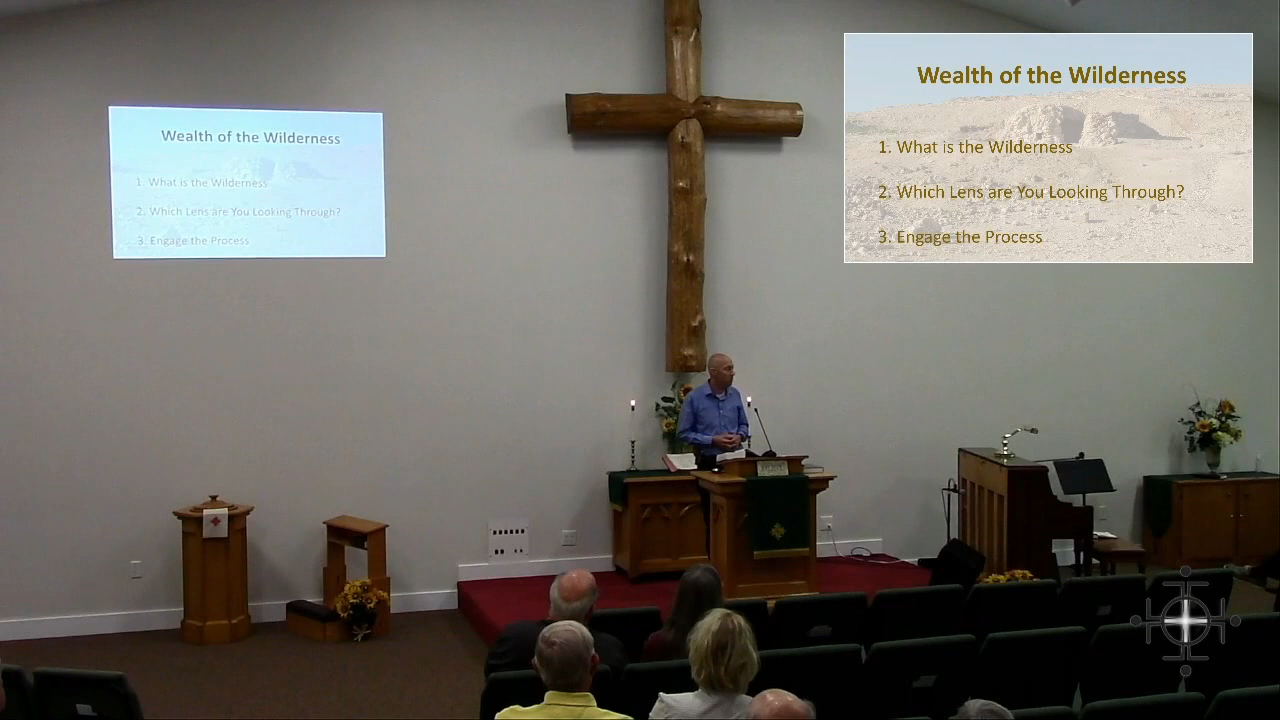 Wealth of the Wilderness
1. What is the Wilderness
2. Which Lens are You Looking Through?
3. Engage the Process
Wealth of the Wilderness
1. What is the Wilderness
2. Which Lens are You Looking Through?
3. Engage the Process